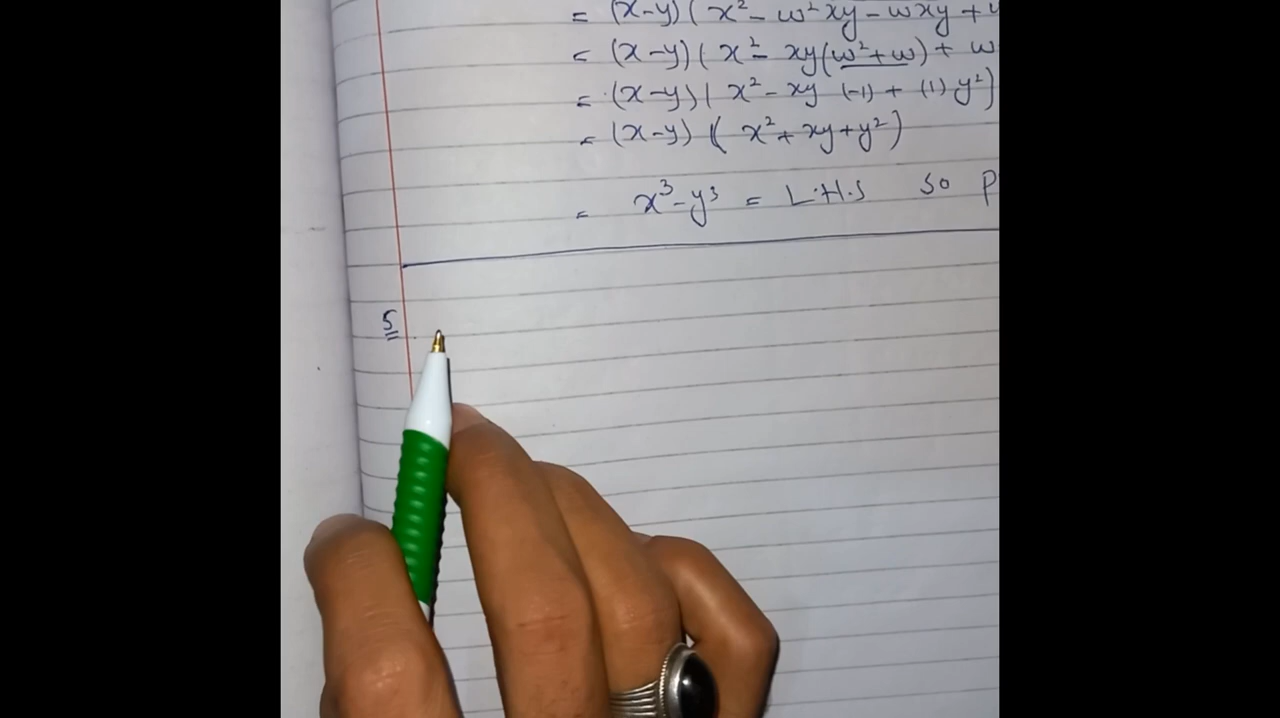 = (x-y)( x² - ω²xy - ωxy +
= (x-y)( x² - xy(ω²+ω) + ω
= (x-y)( x² - xy (-1) + (1) y²)
= (x-y) ( x² + xy + y² )
= x³-y³ = L.H.S So P
5